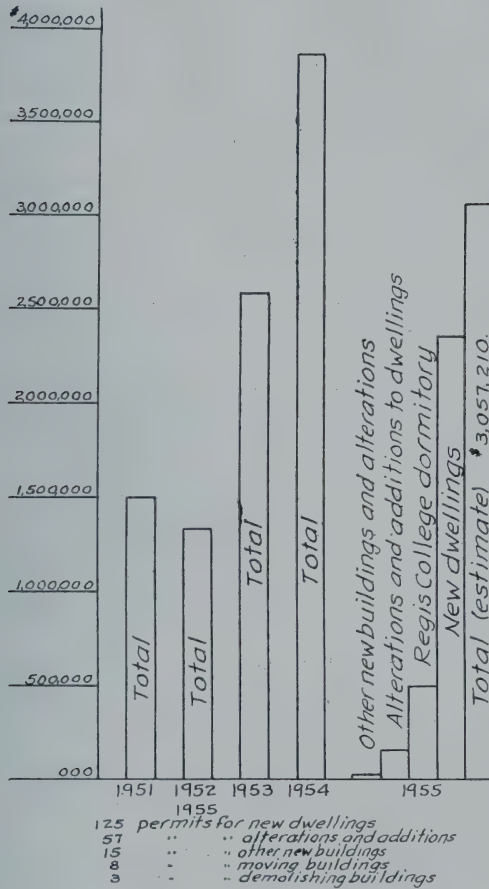 $4,000,000
3,500,000
3,000,000
2,500,000
2,000,000
1,500,000
1,000,000
500,000
000
Total
Total
Total
Total
Other new buildings and alterations
Alterations and additions to dwellings
Regis College dormitory
New dwellings
Total (estimate) $3,057,210.
1951 1952 1953 1954 1955
1955
125 permits for new dwellings
57 " " alterations and additions
15 " " other new buildings
8 " " moving buildings
3 " " demolishing buildings